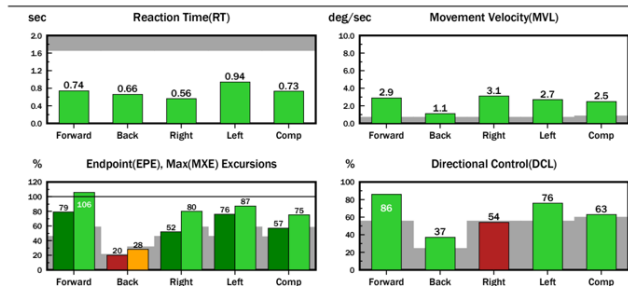 sec Reaction Time(RT)
2.0
1.6
1.2
0.8
0.4
0.0
0.74 0.66 0.56 0.94 0.73
Forward Back Right Left Comp
deg/sec Movement Velocity(MVL)
10.0
8.0
6.0
4.0
2.0
0.0
2.9 1.1 3.1 2.7 2.5
Forward Back Right Left Comp
% Endpoint(EPE), Max(MXE) Excursions
120
100
80
60
40
20
0
79 106 20 28 52 80 76 87 57 75
Forward Back Right Left Comp
% Directional Control(DCL)
100
80
60
40
20
0
86 37 54 76 63
Forward Back Right Left Comp